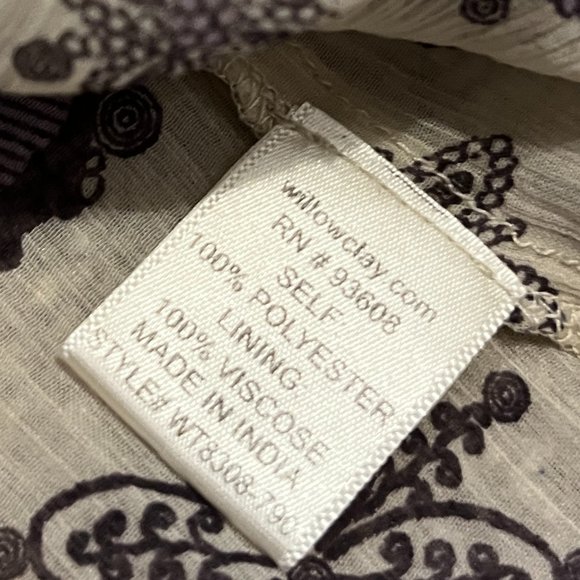 willowclay.com
RN # 93608
SELF
100% POLYESTER
LINING
100% VISCOSE
MADE IN INDIA
STYLE# WT8308-790